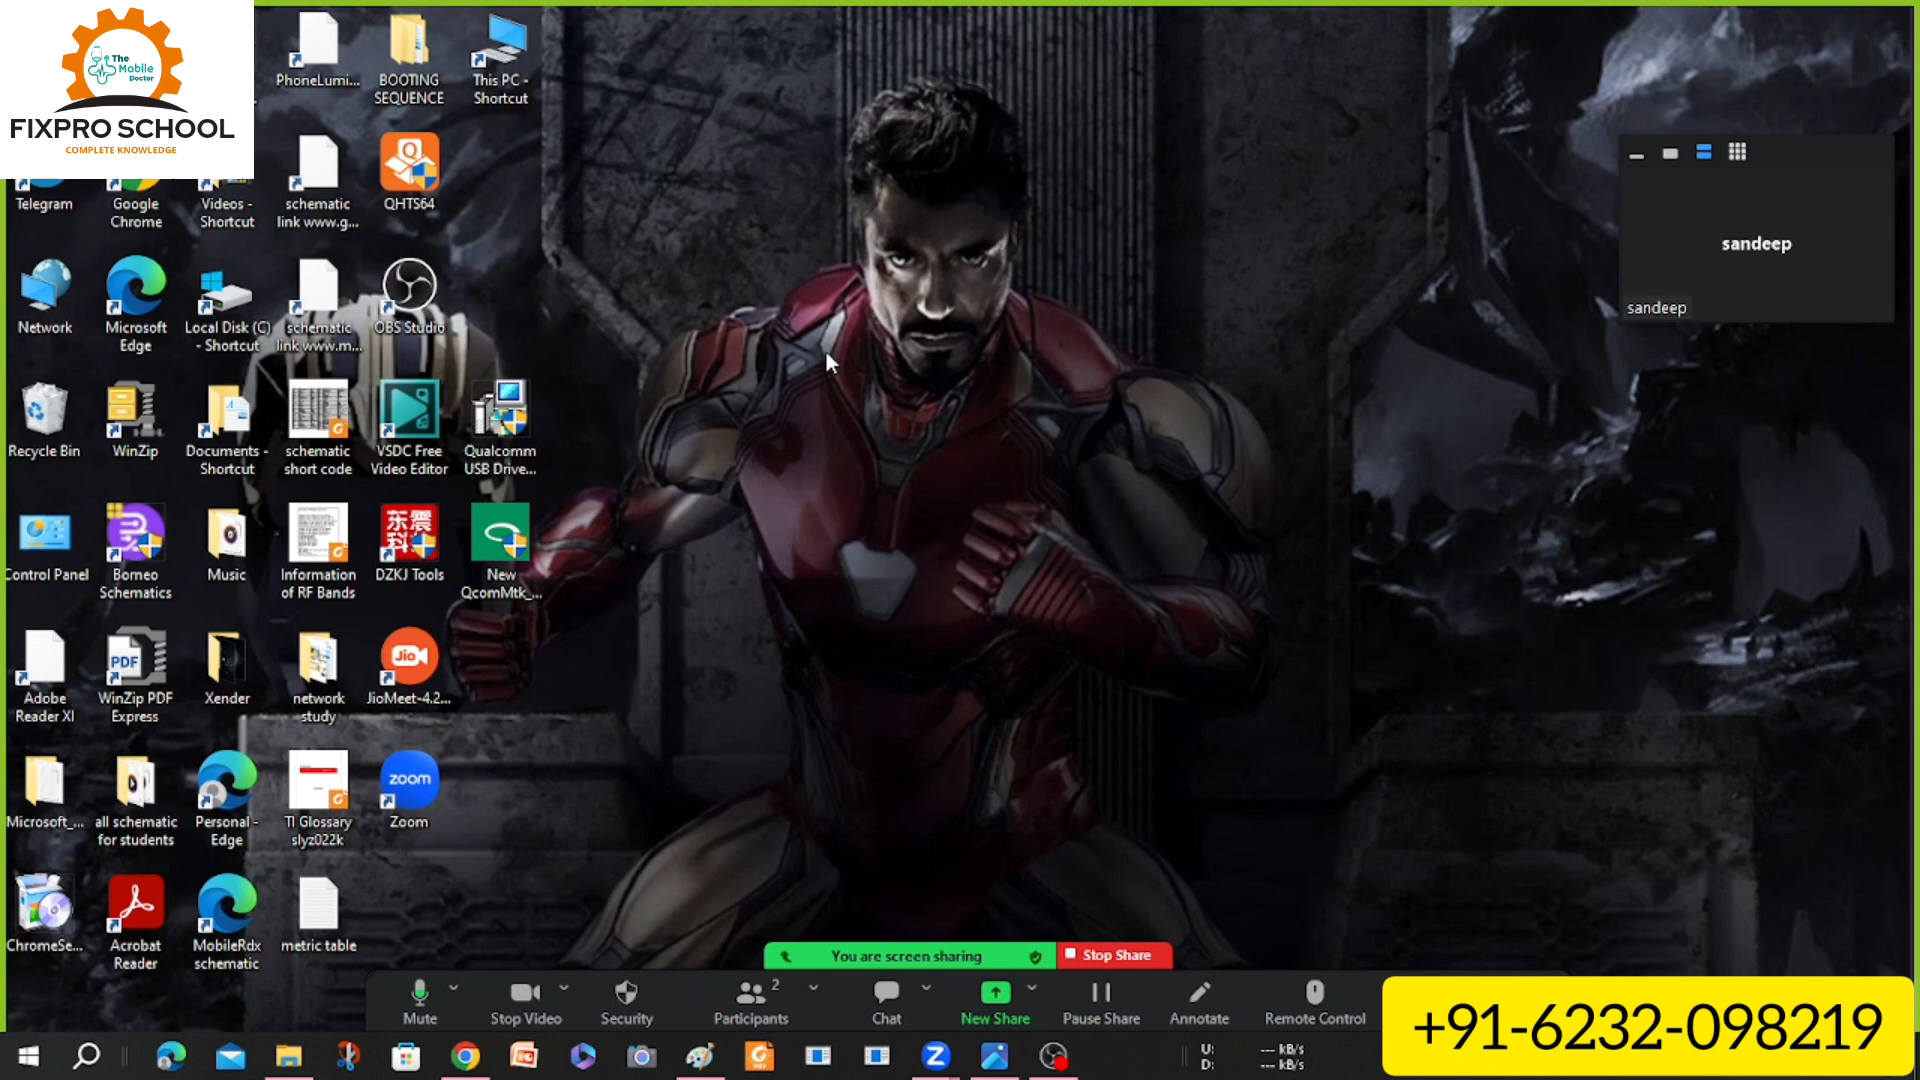 The
Mobile
Doctor
FIXPRO SCHOOL
COMPLETE KNOWLEDGE
PhoneLumi...
BOOTING
SEQUENCE
This PC -
Shortcut
Telegram
Google
Chrome
Videos -
Shortcut
schematic
link www.g...
QHTS64
Network
Microsoft
Edge
Local Disk (C)
- Shortcut
schematic
link www.m...
OBS Studio
Recycle Bin
WinZip
Documents -
Shortcut
schematic
short code
VSDC Free
Video Editor
Qualcomm
USB Drive...
Control Panel
Borneo
Schematics
Music
Information
of RF Bands
东震
科技
DZKJ Tools
New
QcomMtk_...
Adobe
Reader XI
PDF
WinZip PDF
Express
Xender
network
study
Jio
JioMeet-4.2...
Microsoft_...
all schematic
for students
Personal -
Edge
TI Glossary
slyz022k
zoom
Zoom
ChromeSe...
Acrobat
Reader
MobileRdx
schematic
metric table
sandeep
sandeep
You are screen sharing
Stop Share
Mute
Stop Video
Security
2
Participants
Chat
New Share
Pause Share
Annotate
Remote Control
U: --- kB/s
D: --- kB/s
+91-6232-098219